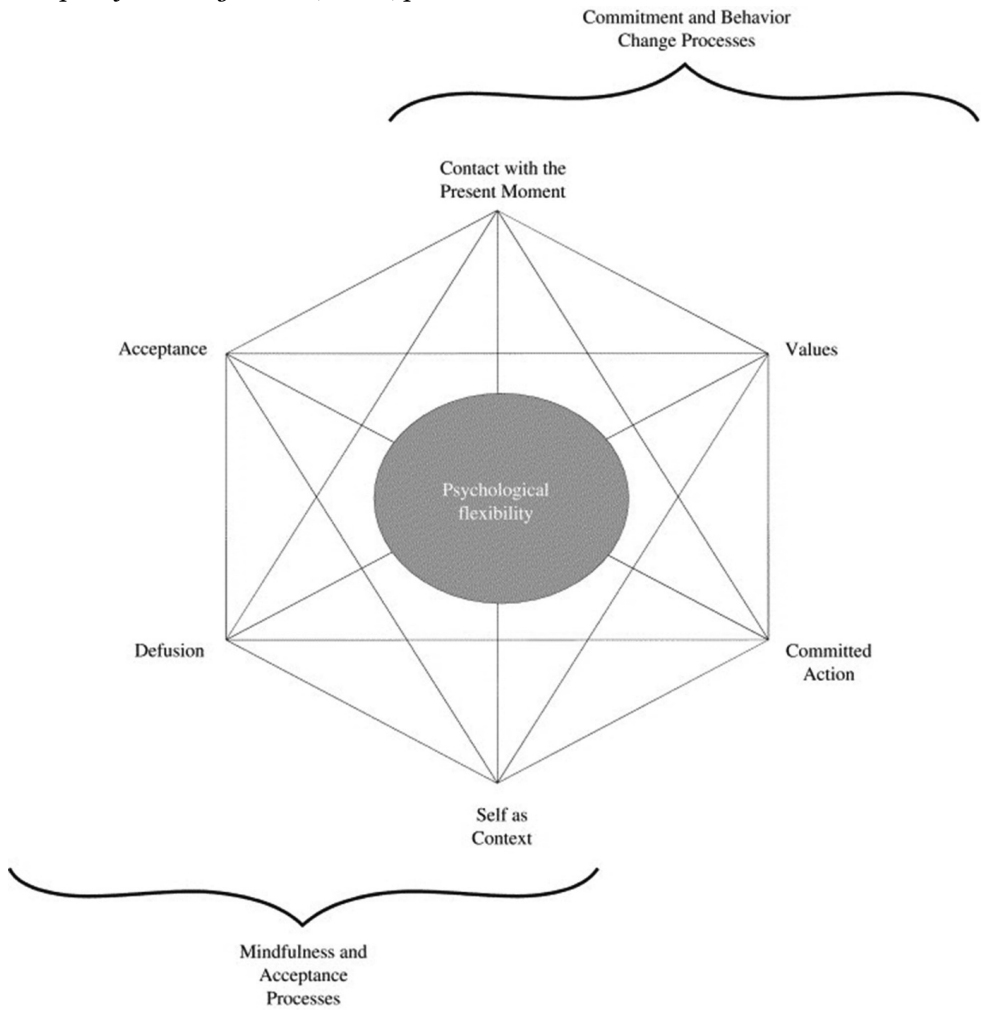 Commitment and Behavior
Change Processes
Contact with the
Present Moment
Acceptance
Values
Psychological
flexibility
Defusion
Committed
Action
Self as
Context
Mindfulness and
Acceptance
Processes